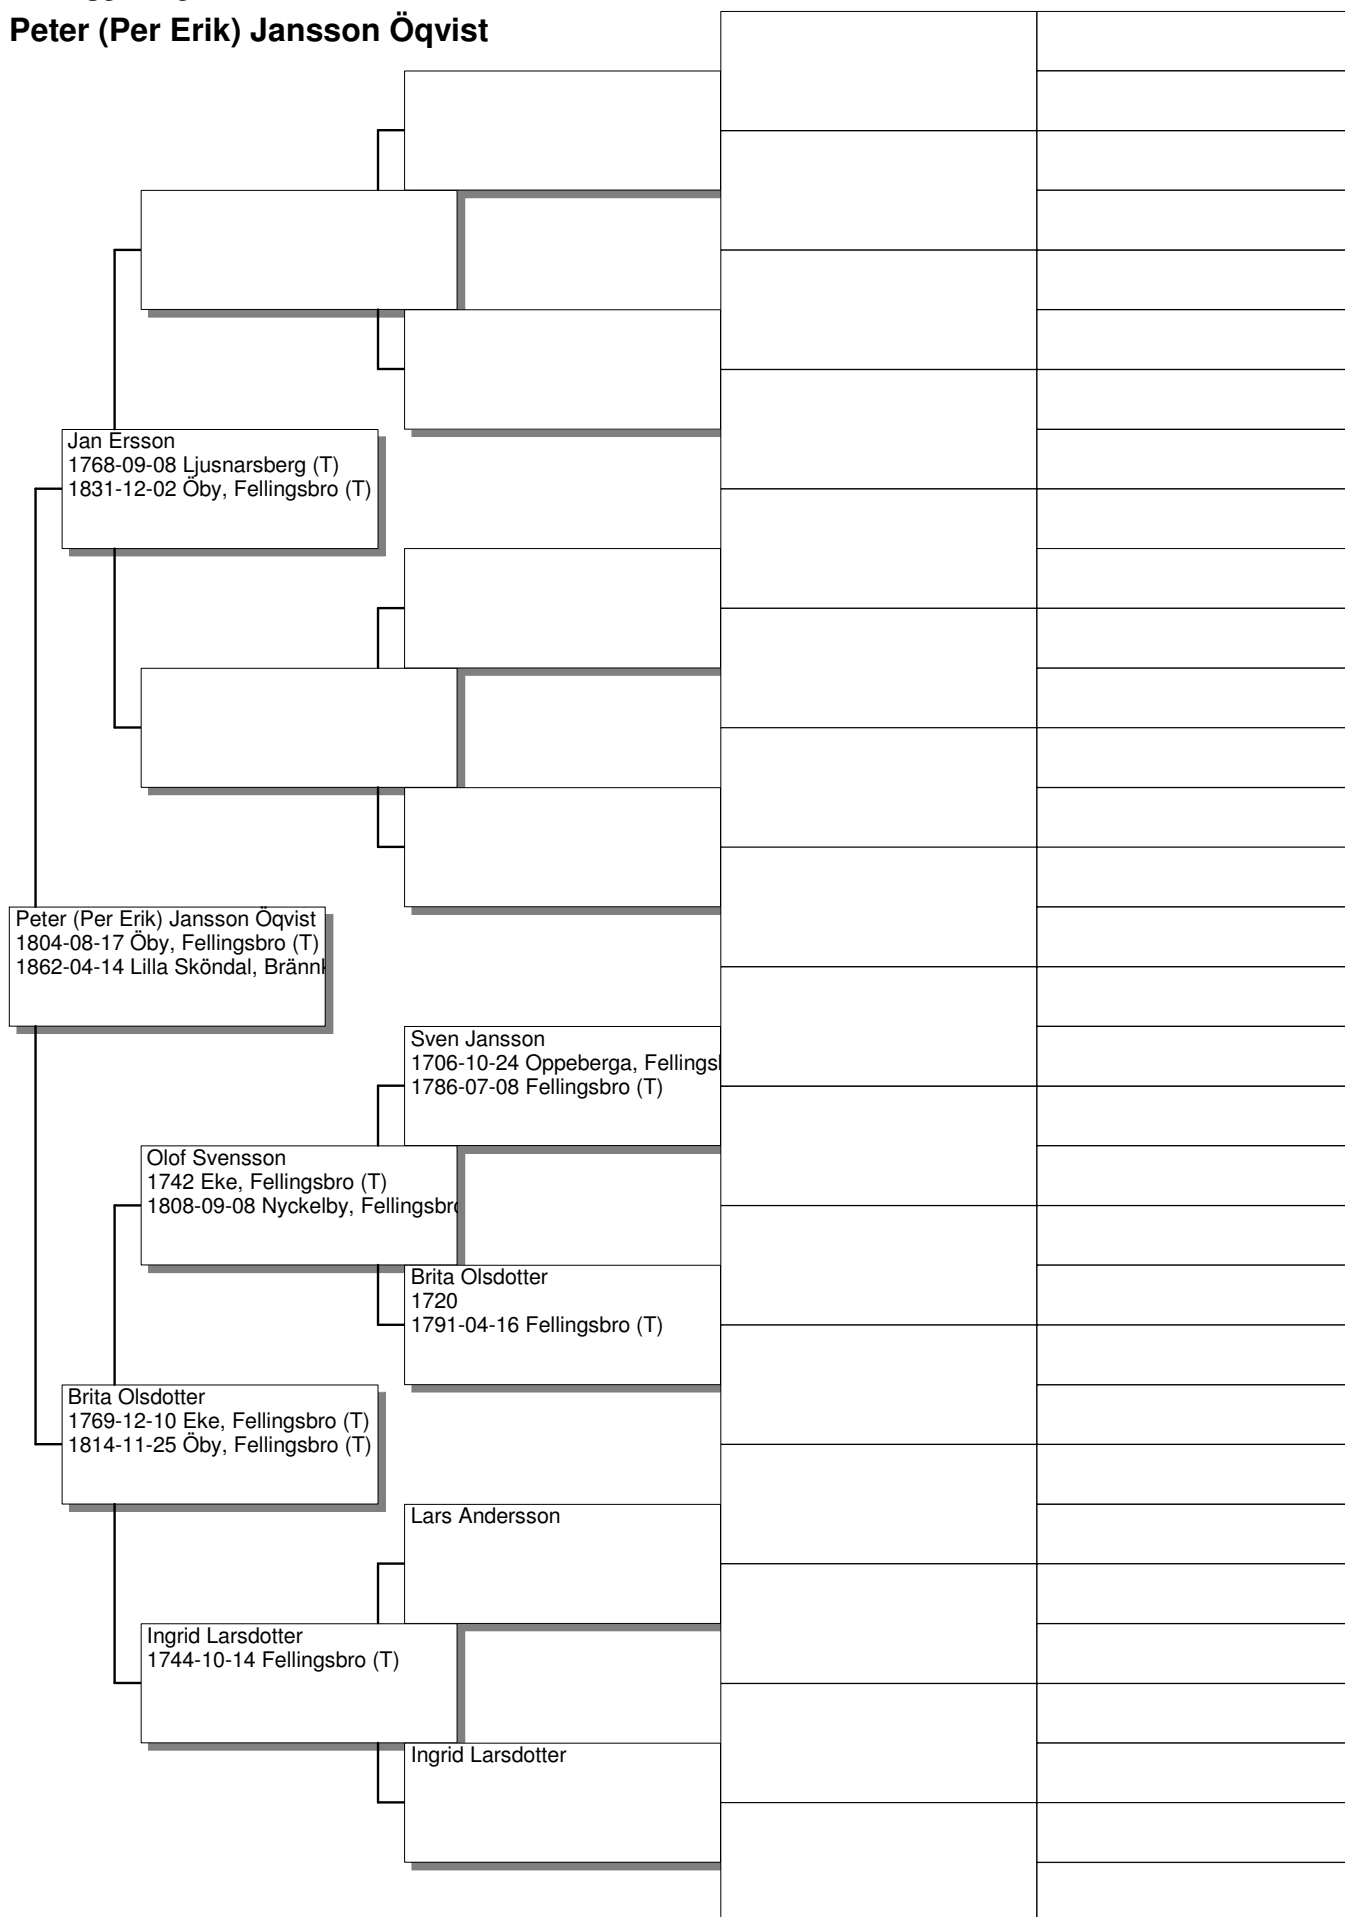 Peter (Per Erik) Jansson Öqvist
Jan Ersson
1768-09-08 Ljusnarsberg (T)
1831-12-02 Öby, Fellingsbro (T)
Peter (Per Erik) Jansson Öqvist
1804-08-17 Öby, Fellingsbro (T)
1862-04-14 Lilla Sköndal,
Sven Jansson
1706-10-24 Oppeberga,
1786-07-08 Fellingsbro (T)
Olof Svensson
1742 Eke, Fellingsbro (T)
1808-09-08 Nyckelby, Fellingsbro
Brita Olsdotter
1720
1791-04-16 Fellingsbro (T)
Brita Olsdotter
1769-12-10 Eke, Fellingsbro (T)
1814-11-25 Öby, Fellingsbro (T)
Lars Andersson
Ingrid Larsdotter
1744-10-14 Fellingsbro (T)
Ingrid Larsdotter